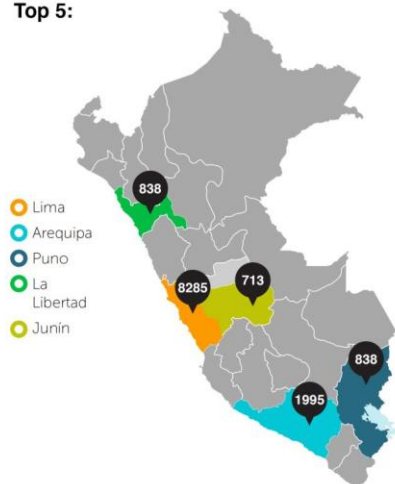 Top 5:
838
Lima
Arequipa
Puno
La
Libertad
Junín
8285
713
838
1995